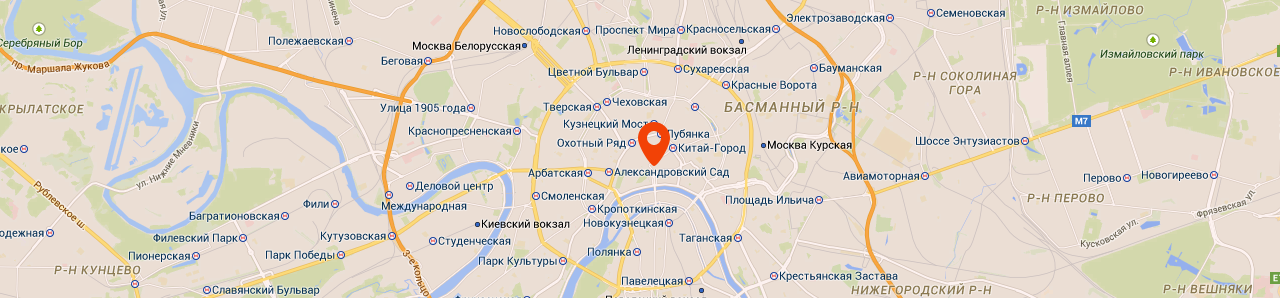 Электрозаводская
Семеновская
Р-Н ИЗМАЙЛОВО
Серебряный Бор
Полежаевская
Новослободская
Проспект Мира
Красносельская
Москва Белорусская
Ленинградский вокзал
Главная аллея
Измайловский парк
пр. Маршала Жукова
Беговая
Цветной Бульвар
Сухаревская
Бауманская
Р-Н СОКОЛИНАЯ
ГОРА
Р-Н ИВАНОВСКОЕ
Красные Ворота
КРЫЛАТСКОЕ
Улица 1905 года
Тверская
Чеховская
БАСМАННЫЙ Р-Н
Краснопресненская
Кузнецкий Мост
Лубянка
М7
Охотный Ряд
Китай-Город
Москва Курская
Шоссе Энтузиастов
ское
ул. Нижние Мневники
Арбатская
Александровский Сад
Авиамоторная
Перово
Новогиреево
Рублевское ш.
Деловой центр
Международная
Смоленская
Площадь Ильича
Р-Н ПЕРОВО
Фили
Багратионовская
Кропоткинская
Фрязевская ул.
Киевский вокзал
Новокузнецкая
одежная
Филевский Парк
Кутузовская
Студенческая
Таганская
Кусковская ул.
Пионерская
Парк Победы
Парк Культуры
Полянка
3-е кольцо
Р-Н КУНЦЕВО
Павелецкая
Крестьянская Застава
Славянский Бульвар
НИЖЕГОРОДСКИЙ Р-Н
Р-Н ВЕШНЯКИ